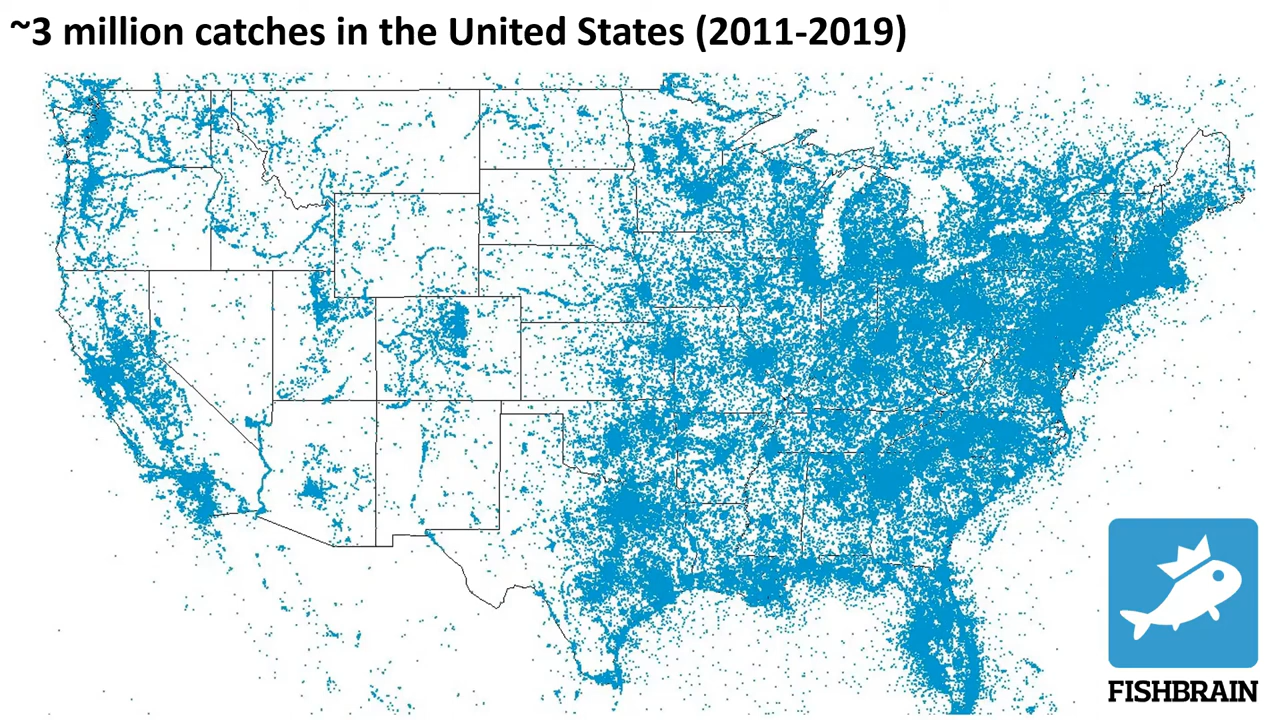 ~3 million catches in the United States (2011-2019)
FISHBRAIN